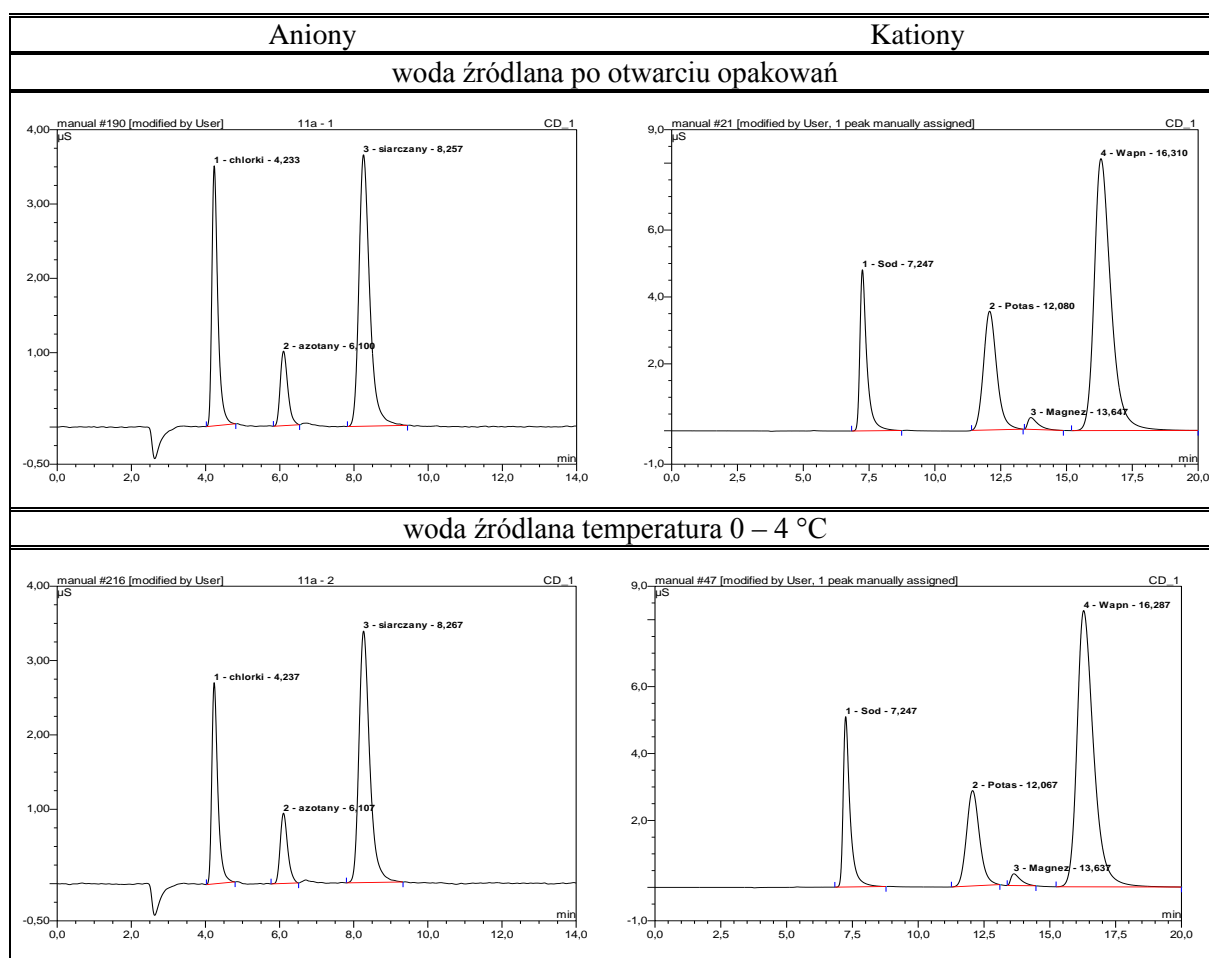 Aniony Kationy
woda źródlana po otwarciu opakowań
manual #190 [modified by User] 11a - 1 CD_1
4,00
µS
1 - chlorki - 4,233
3 - siarczany - 8,257
3,00
2,00
1,00
2 - azotany - 6,100
-0,50
min
0,0 2,0 4,0 6,0 8,0 10,0 12,0 14,0
manual #21 [modified by User, 1 peak manually assigned] CD_1
9,0
µS
4 - Wapn - 16,310
6,0
1 - Sod - 7,247
4,0
2 - Potas - 12,080
2,0
3 - Magnez - 13,647
-1,0
min
0,0 2,5 5,0 7,5 10,0 12,5 15,0 17,5 20,0
woda źródlana temperatura 0 – 4 °C
manual #216 [modified by User] 11a - 2 CD_1
4,00
µS
3 - siarczany - 8,267
3,00
1 - chlorki - 4,237
2,00
1,00
2 - azotany - 6,107
-0,50
min
0,0 2,0 4,0 6,0 8,0 10,0 12,0 14,0
manual #47 [modified by User, 1 peak manually assigned] CD_1
9,0
µS
4 - Wapn - 16,287
6,0
1 - Sod - 7,247
4,0
2 - Potas - 12,067
2,0
3 - Magnez - 13,637
-1,0
min
0,0 2,5 5,0 7,5 10,0 12,5 15,0 17,5 20,0